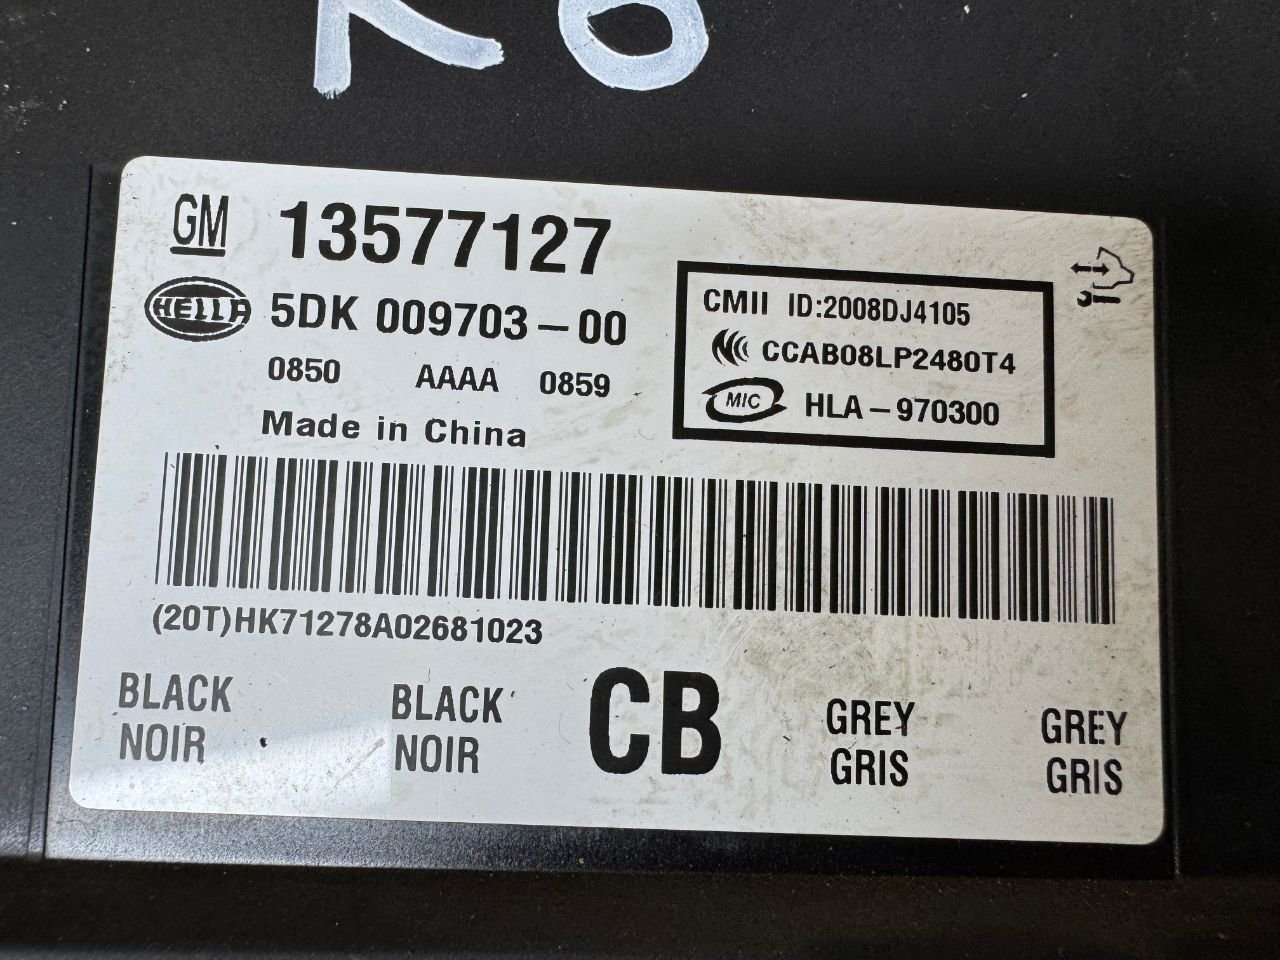 GM 13577127
HELLA 5DK 009703-00
0850 AAAA 0859
Made in China
CMII ID:2008DJ4105
CCAB08LP2480T4
MIC HLA-970300
(20T)HK71278A02681023
BLACK NOIR
BLACK NOIR
CB
GREY GRIS
GREY GRIS